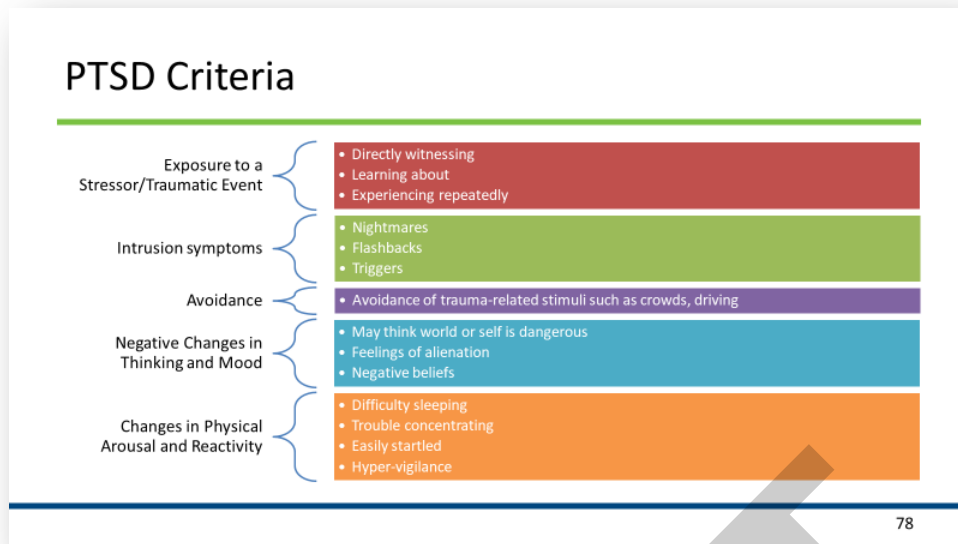 PTSD Criteria
Exposure to a
Stressor/Traumatic Event
• Directly witnessing
• Learning about
• Experiencing repeatedly
Intrusion symptoms
• Nightmares
• Flashbacks
• Triggers
Avoidance
• Avoidance of trauma-related stimuli such as crowds, driving
Negative Changes in
Thinking and Mood
• May think world or self is dangerous
• Feelings of alienation
• Negative beliefs
Changes in Physical
Arousal and Reactivity
• Difficulty sleeping
• Trouble concentrating
• Easily startled
• Hyper-vigilance
78